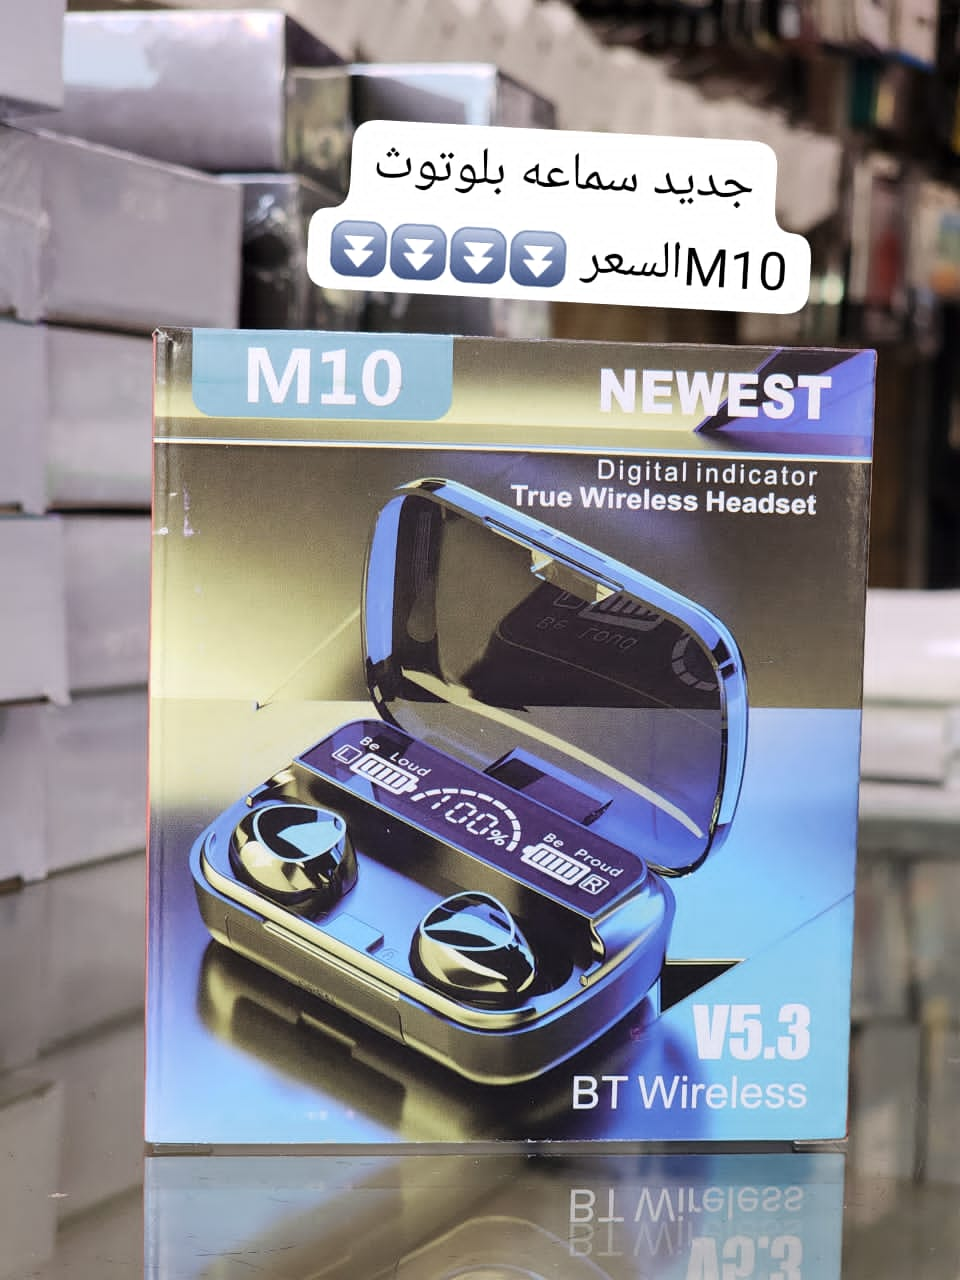 جديد سماعه بلوتوث
M10السعر ⏬⏬⏬⏬
M10
NEWEST
Digital indicator
True Wireless Headset
Be Loud
L
100%
Be Proud
R
V5.3
BT Wireless